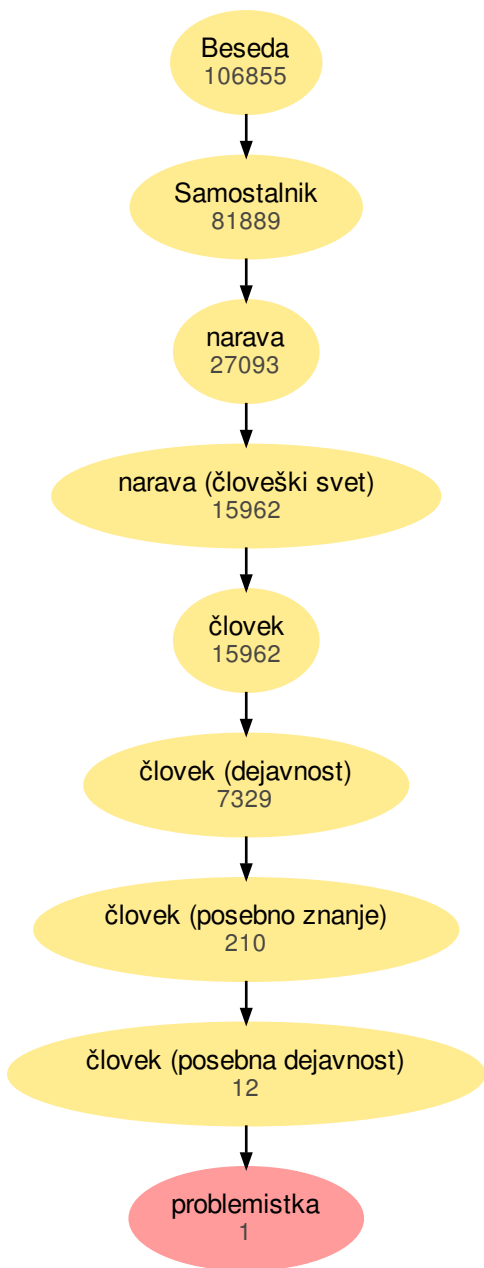 Beseda
106855
Samostalnik
81889
narava
27093
narava (človeški svet)
15962
človek
15962
človek (dejavnost)
7329
človek (posebno znanje)
210
človek (posebna dejavnost)
12
problemistka
1